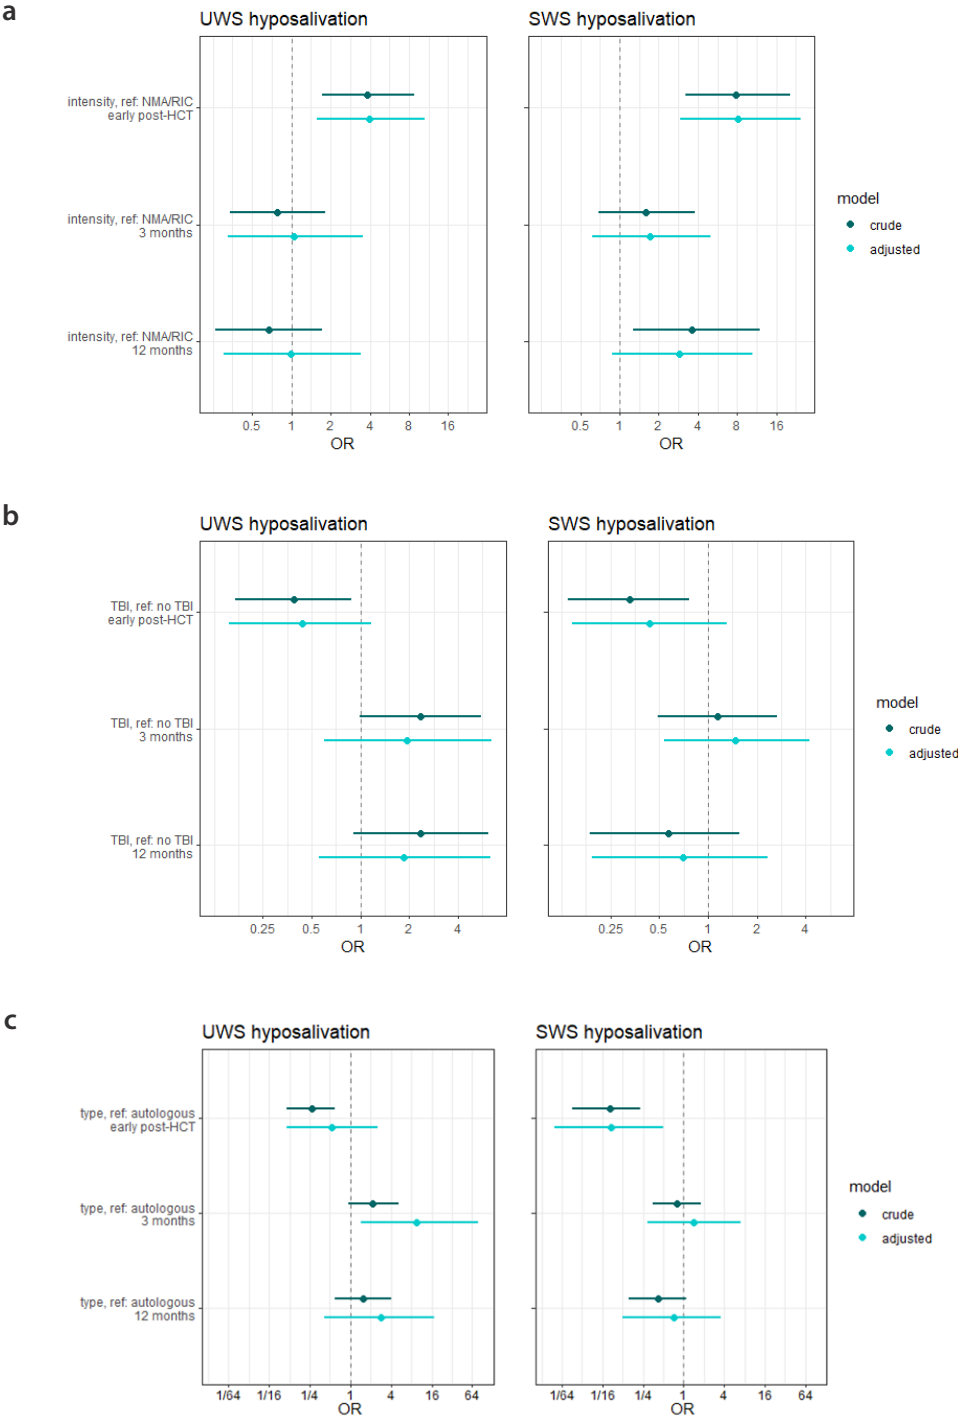 a
UWS hyposalivation
SWS hyposalivation
intensity, ref: NMA/RIC
early post-HCT
intensity, ref: NMA/RIC
3 months
intensity, ref: NMA/RIC
12 months
0.5 1 2 4 8 16
OR
0.5 1 2 4 8 16
OR
model
crude
adjusted
b
UWS hyposalivation
SWS hyposalivation
TBI, ref: no TBI
early post-HCT
TBI, ref: no TBI
3 months
TBI, ref: no TBI
12 months
0.25 0.5 1 2 4
OR
0.25 0.5 1 2 4
OR
model
crude
adjusted
c
UWS hyposalivation
SWS hyposalivation
type, ref: autologous
early post-HCT
type, ref: autologous
3 months
type, ref: autologous
12 months
1/64 1/16 1/4 1 4 16 64
OR
1/64 1/16 1/4 1 4 16 64
OR
model
crude
adjusted